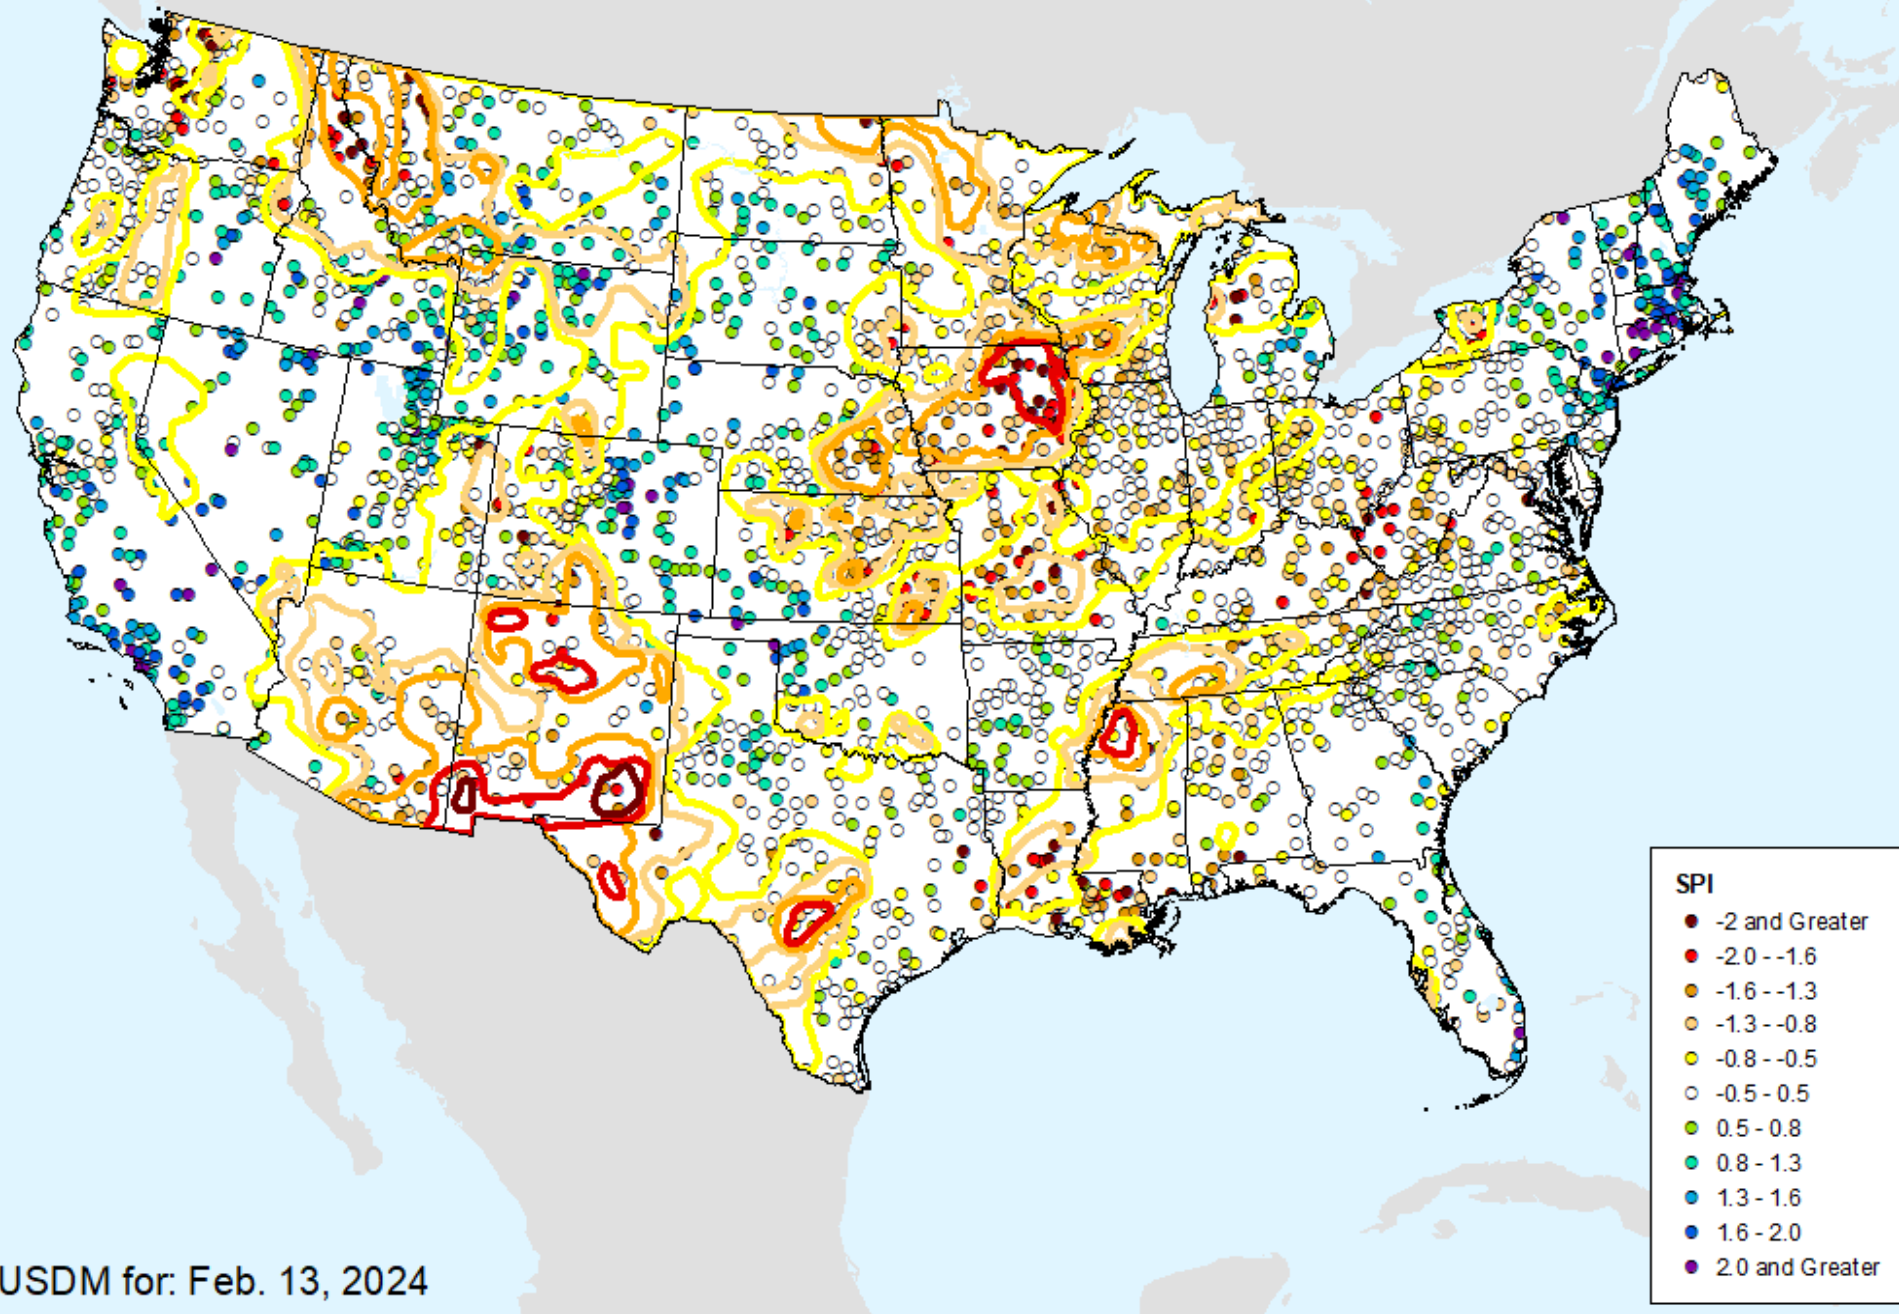 SPI
-2 and Greater
-2.0 - -1.6
-1.6 - -1.3
-1.3 - -0.8
-0.8 - -0.5
-0.5 - 0.5
0.5 - 0.8
0.8 - 1.3
1.3 - 1.6
1.6 - 2.0
2.0 and Greater
USDM for: Feb. 13, 2024